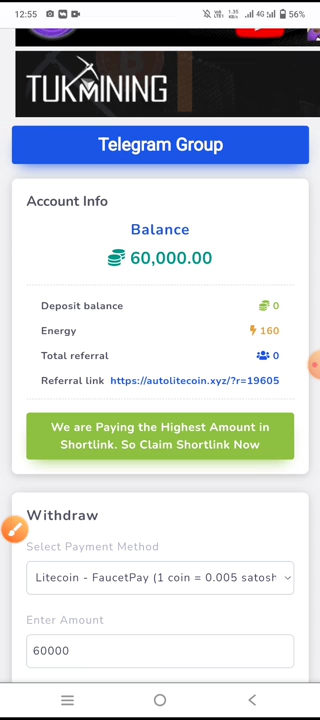 12:55
56%
4G
TUKMINING
Telegram Group
Account Info
Balance
60,000.00
Deposit balance 0
Energy 160
Total referral 0
Referral link https://autolitecoin.xyz/?r=19605
We are Paying the Highest Amount in
Shortlink. So Claim Shortlink Now
Withdraw
Select Payment Method
Litecoin - FaucetPay (1 coin = 0.005 satosh
Enter Amount
60000